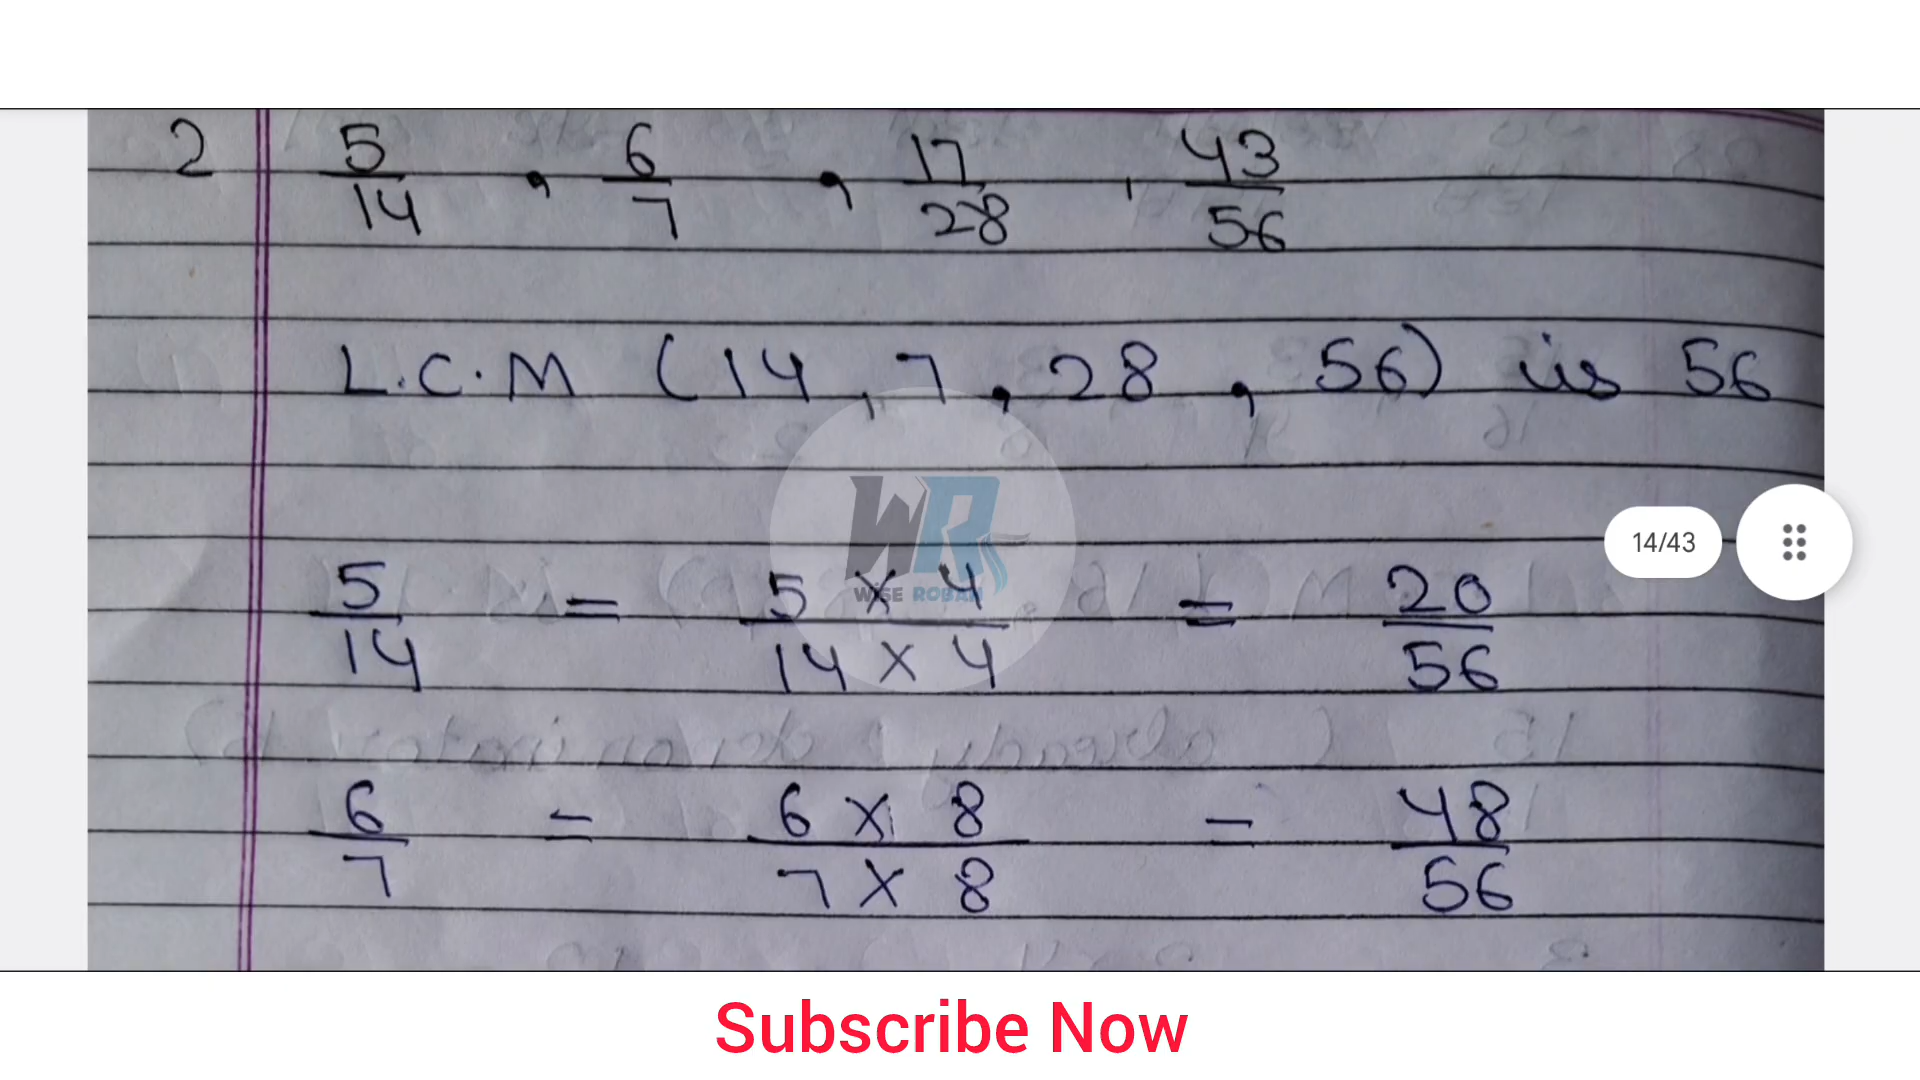 2 5/14 , 6/7 , 17/28 , 43/56
L.C.M (14 , 7 , 28 , 56) is 56
WR
WISE ROBAN
14/43
5/14 = 5 X 4/14 X 4 = 20/56
6/7 = 6 X 8/7 X 8 = 48/56
Subscribe Now